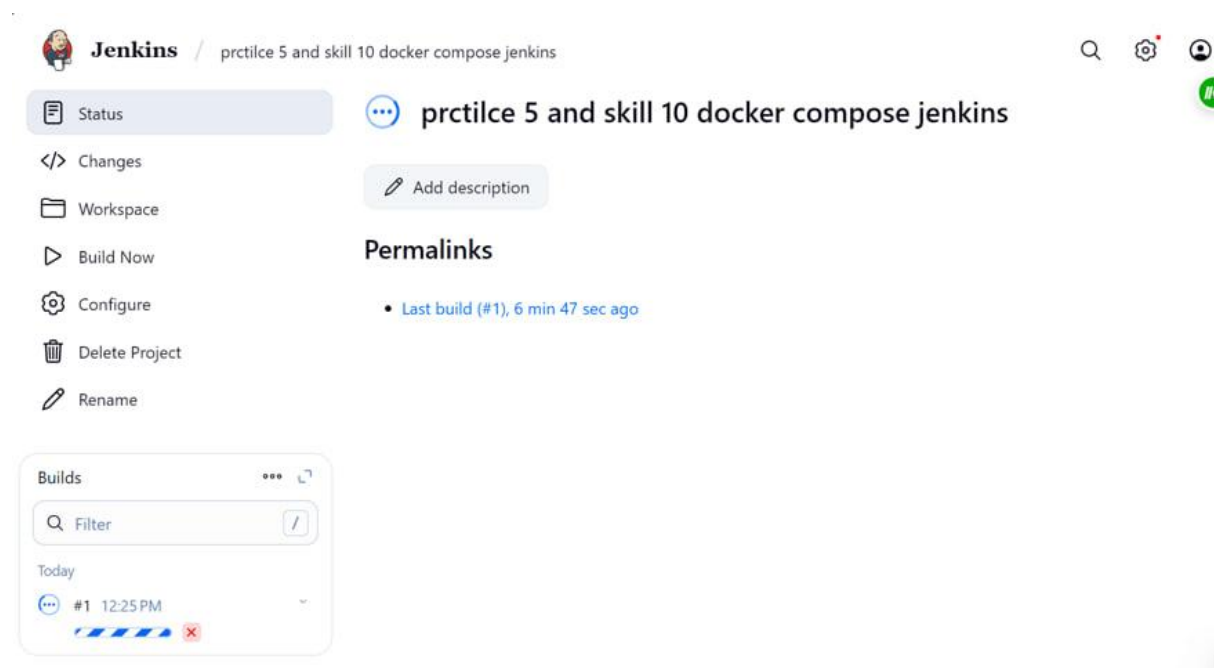 Jenkins / prctilce 5 and skill 10 docker compose jenkins
Status
Changes
Workspace
Build Now
Configure
Delete Project
Rename
prctilce 5 and skill 10 docker compose jenkins
Add description
Permalinks
Last build (#1), 6 min 47 sec ago
Builds
Filter /
Today
#1 12:25 PM